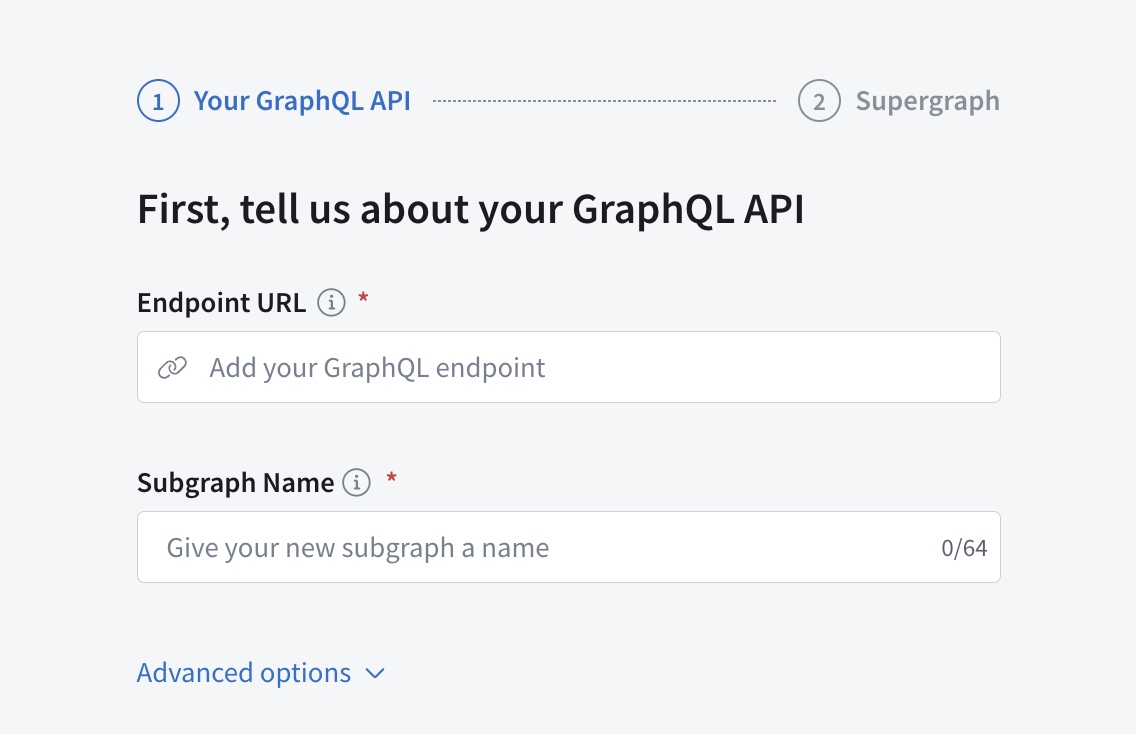 1 Your GraphQL API 2 Supergraph
First, tell us about your GraphQL API
Endpoint URL i *
Add your GraphQL endpoint
Subgraph Name i *
Give your new subgraph a name 0/64
Advanced options